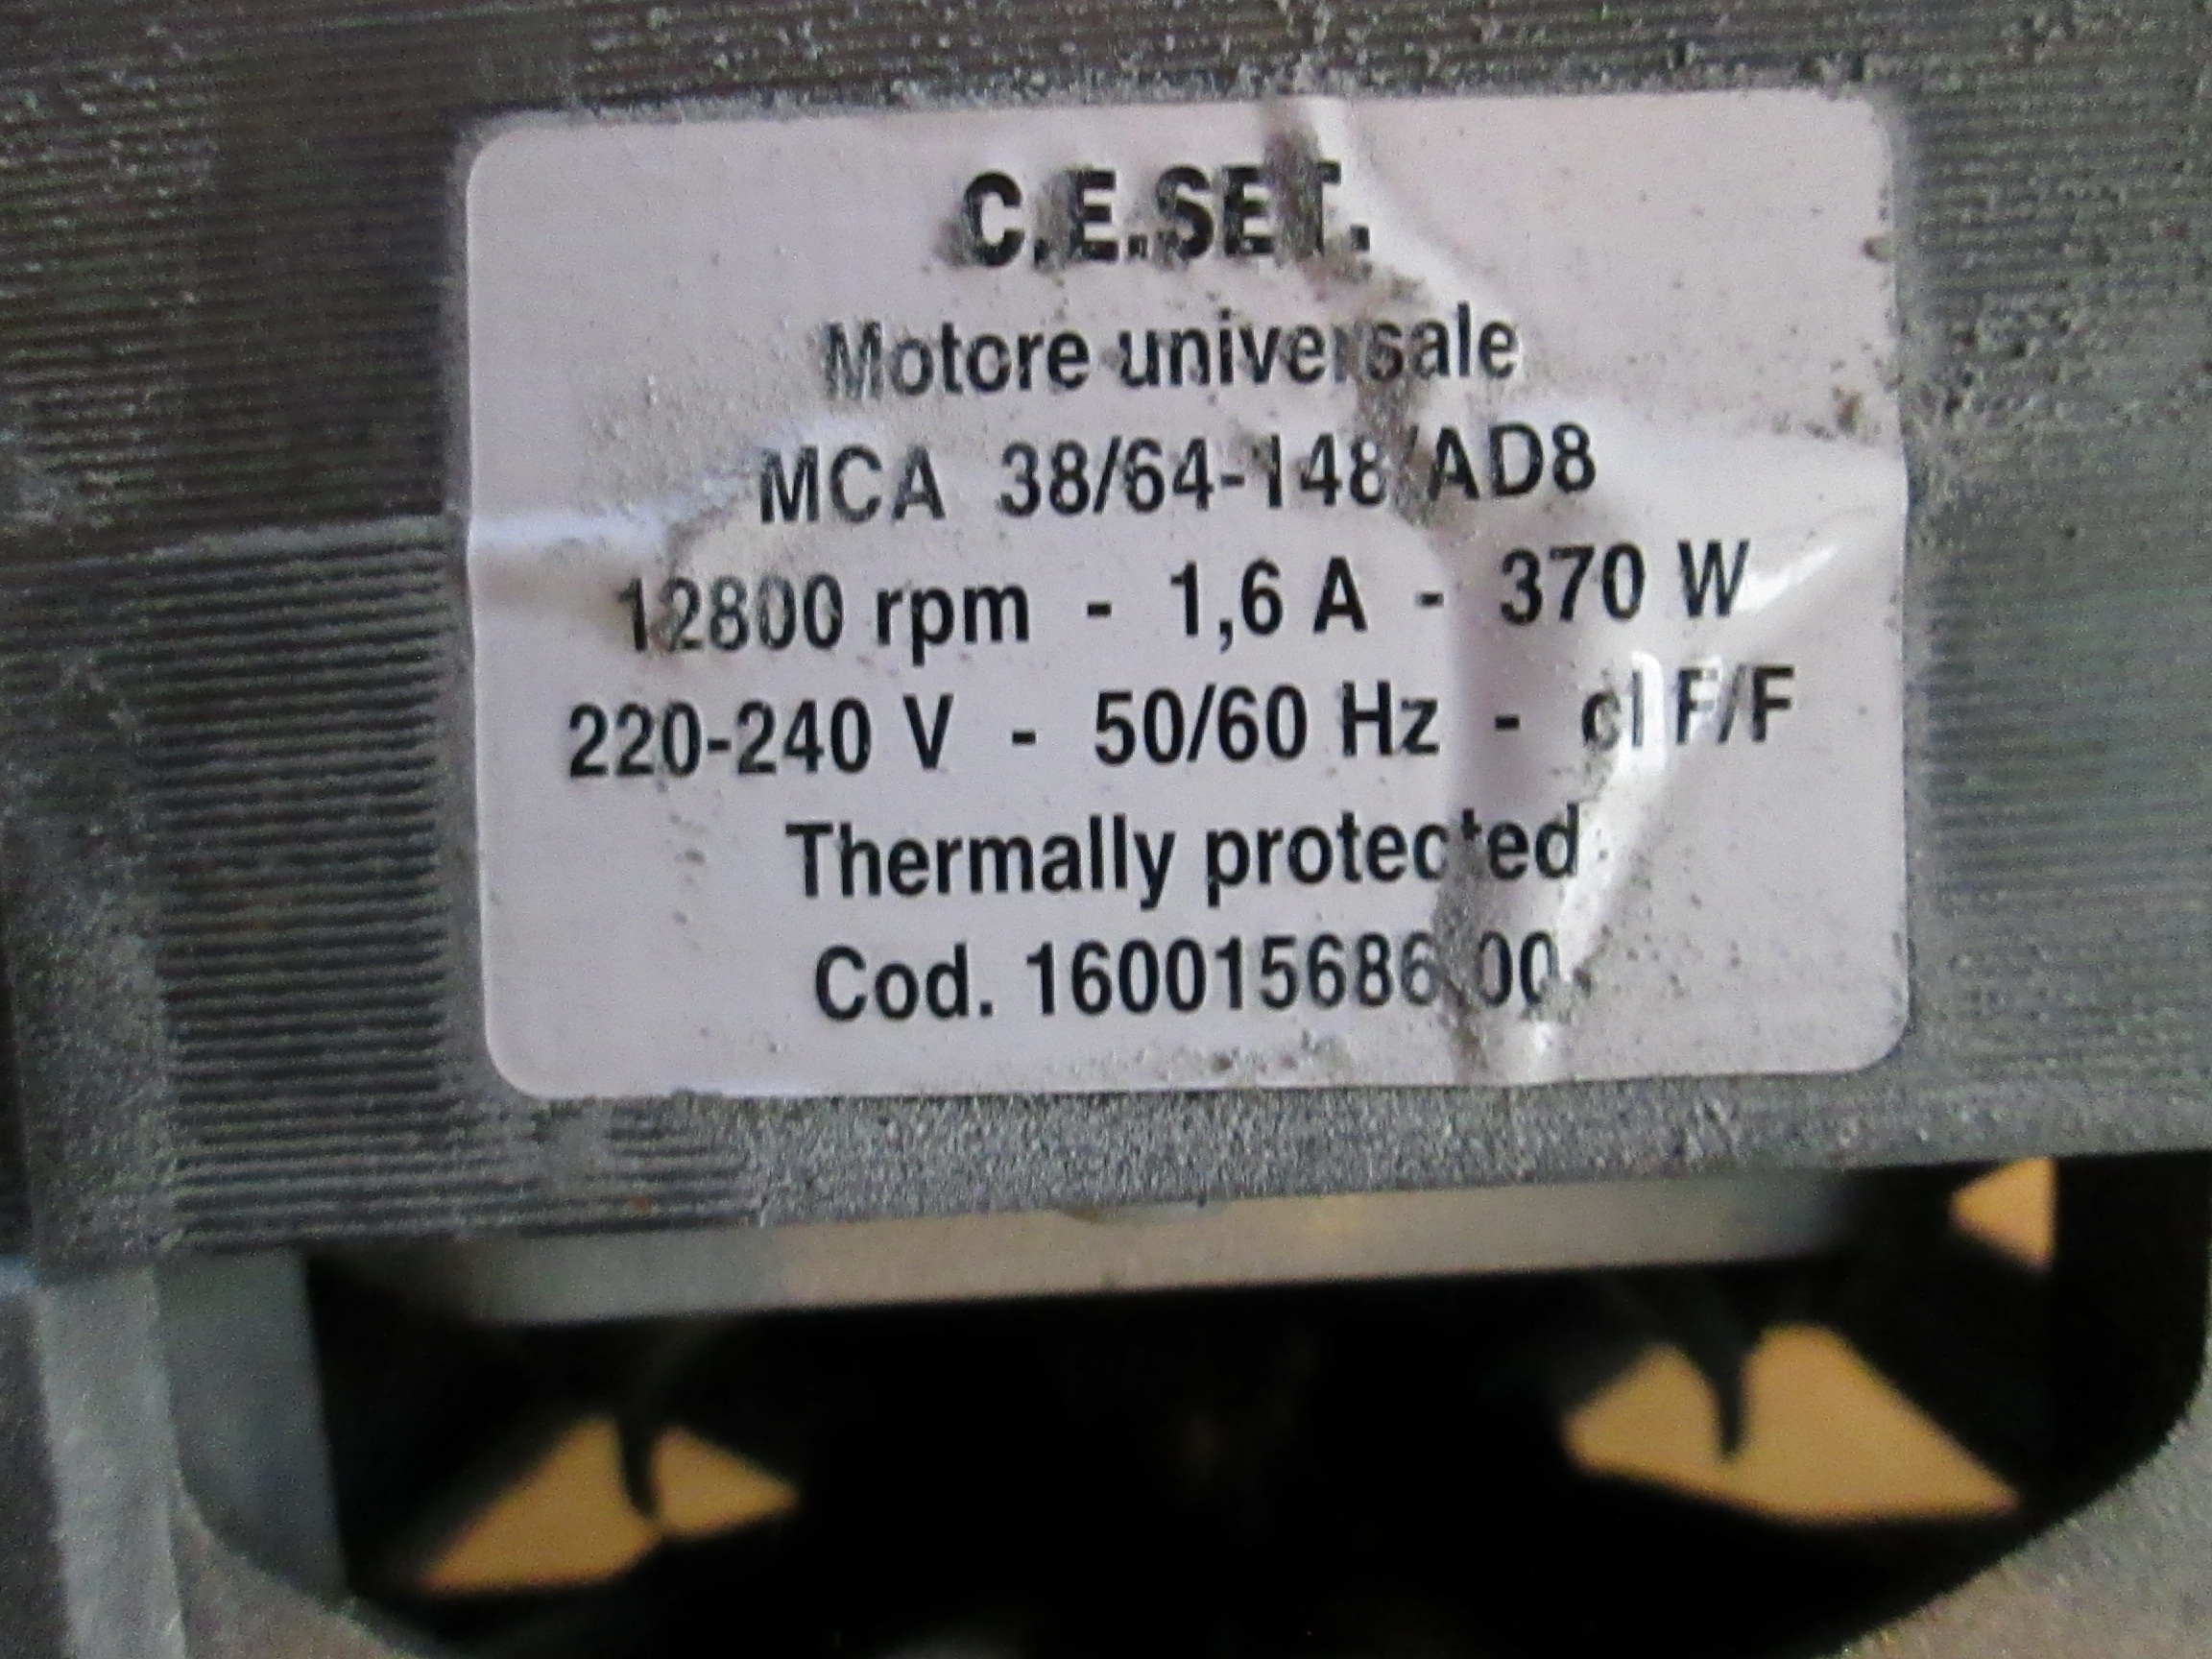 C.E.SET.
Motore universale
MCA 38/64-148/AD8
12800 rpm - 1,6 A - 370 W
220-240 V - 50/60 Hz - cl F/F
Thermally protected
Cod. 160015686.00